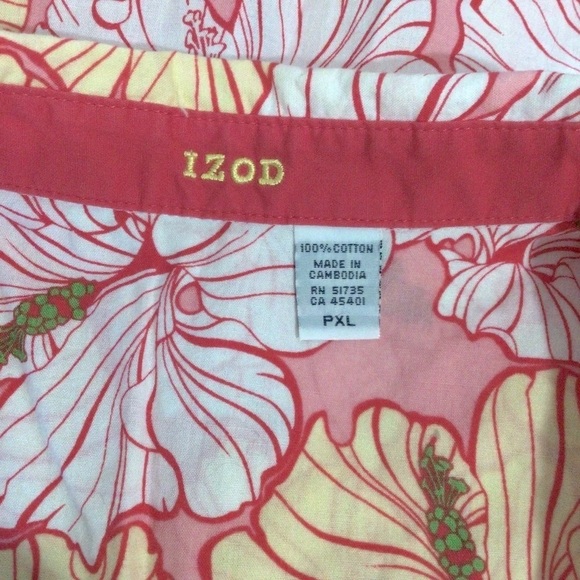 IZOD
100% COTTON
MADE IN
CAMBODIA
RN 51735
CA 45401
PXL